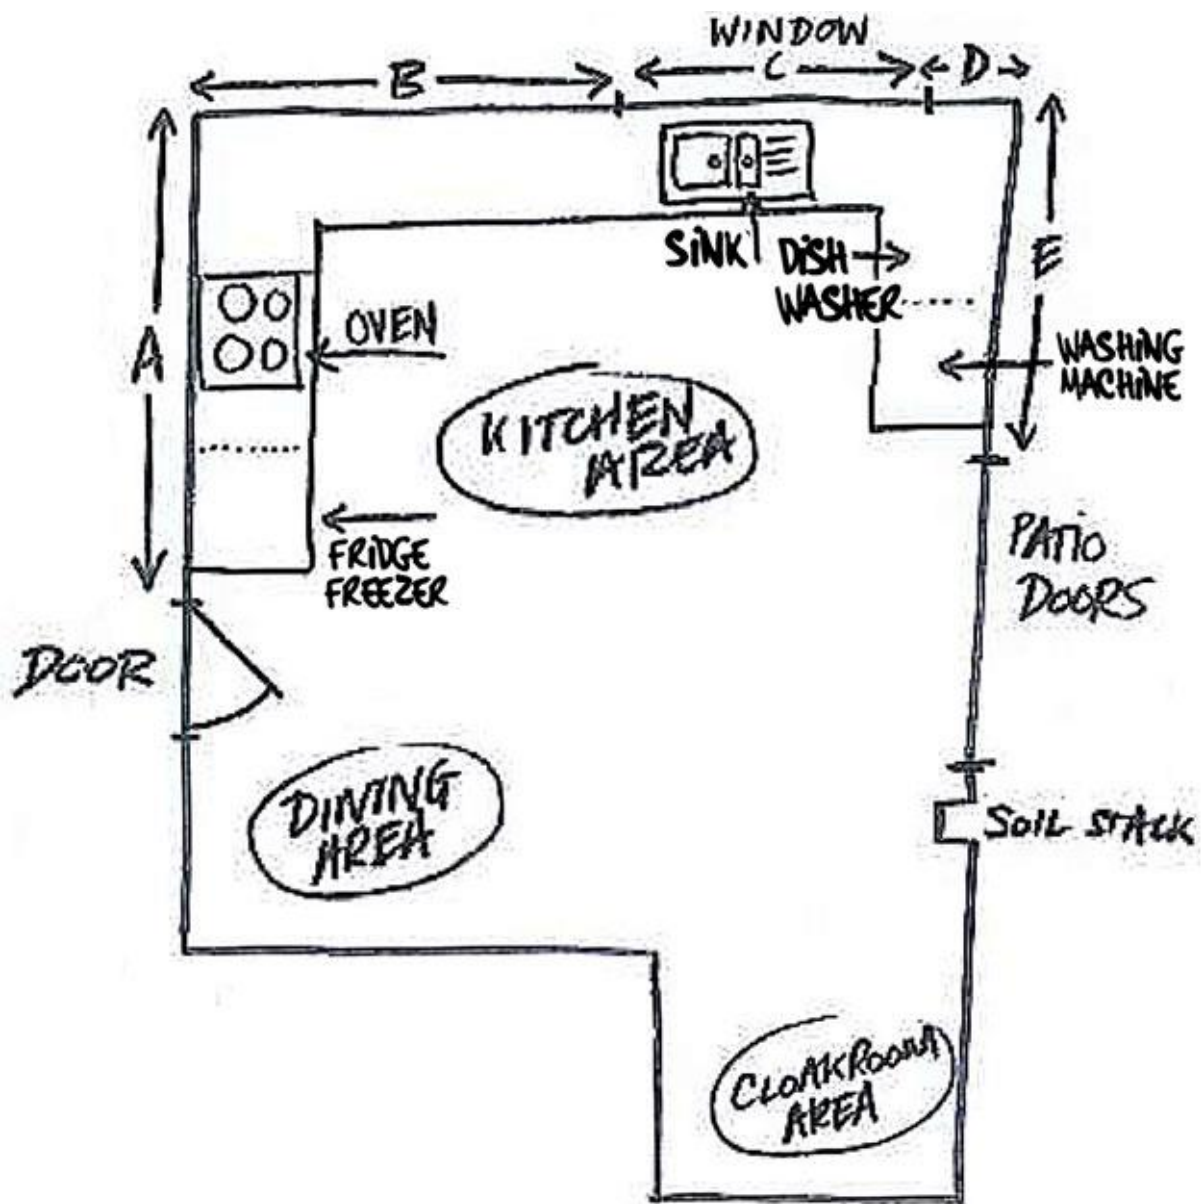 WINDOW
B
C
D
A
E
SINK
DISH
WASHER
OVEN
WASHING
MACHINE
KITCHEN
AREA
FRIDGE
FREEZER
PATIO
DOORS
DOOR
DINING
AREA
SOIL STACK
CLOAKROOM
AREA